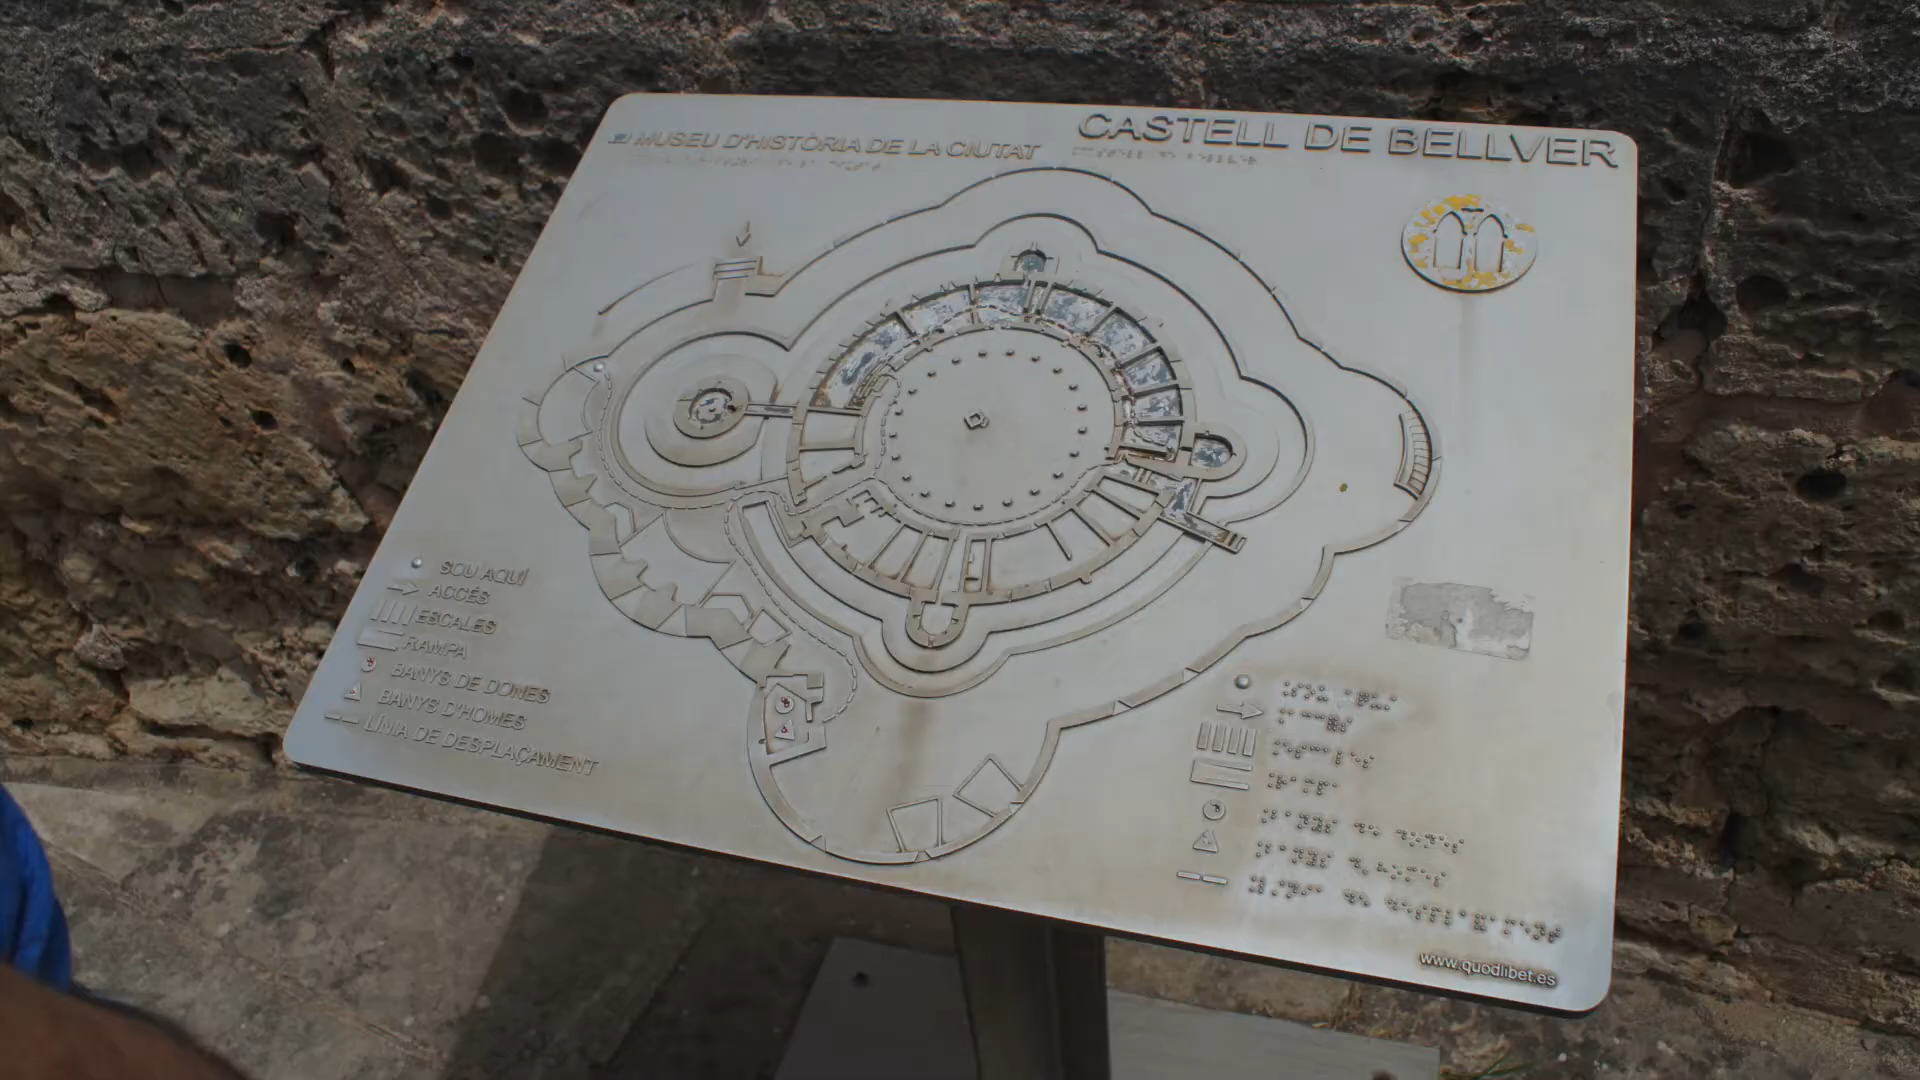 MUSEU D'HISTÒRIA DE LA CIUTAT
CASTELL DE BELLVER
SOU AQUÍ
ACCÉS
ESCALES
RAMPA
BANYS DE DONES
BANYS D'HOMES
LÍNIA DE DESPLAÇAMENT
www.quodlibet.es